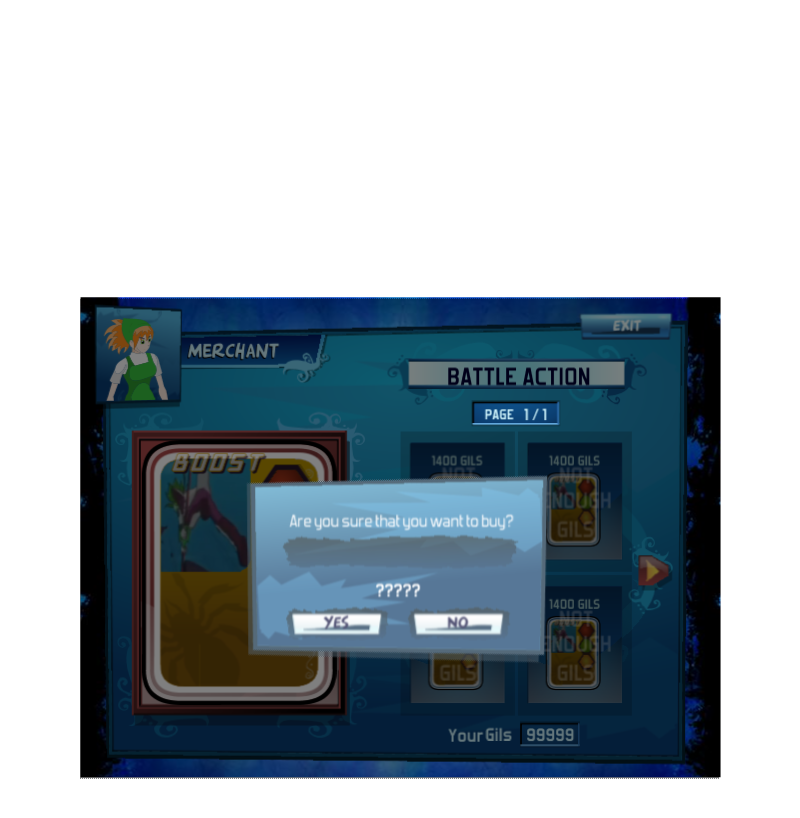 EXIT
MERCHANT
BATTLE ACTION
PAGE 1/1
BOOST
1400 GILS
1400 GILS
NOT
NOT
ENOUGH
GILS
Are you sure that you want to buy?
?????
YES
NO
1400 GILS
NOT
ENOUGH
GILS
GILS
Your Gils 99999